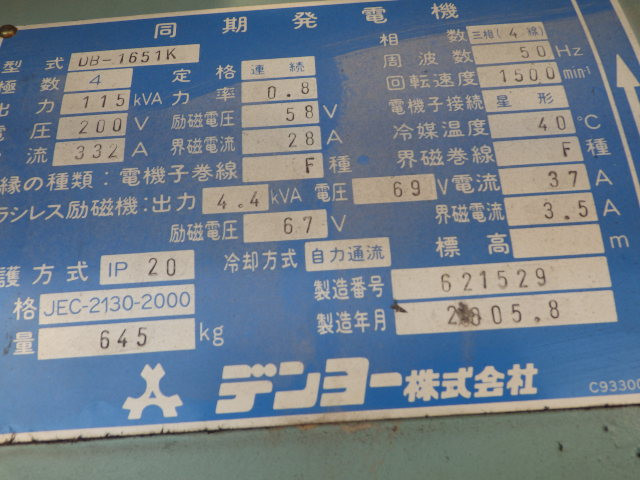 同期発電機
型式 DB-1651K 相数 三相(4線)
極数 4 定格 連続 周波数 50 Hz
出力 115 kVA 力率 0.8 回転速度 1500 min-1
電圧 200 V 励磁電圧 58 V 電機子接続 星形
流 332 A 界磁電流 28 A 冷媒温度 40 ℃
縁の種類:電機子巻線 F 種 界磁巻線 F 種
ラシレス励磁機:出力 4.4 kVA 電圧 69 V 電流 37 A
励磁電圧 67 V 界磁電流 3.5 A
護方式 IP 20 冷却方式 自力通流 標高 m
格 JEC-2130-2000 製造番号 621529
量 645 kg 製造年月 2005.8
デンヨー株式会社 C93300